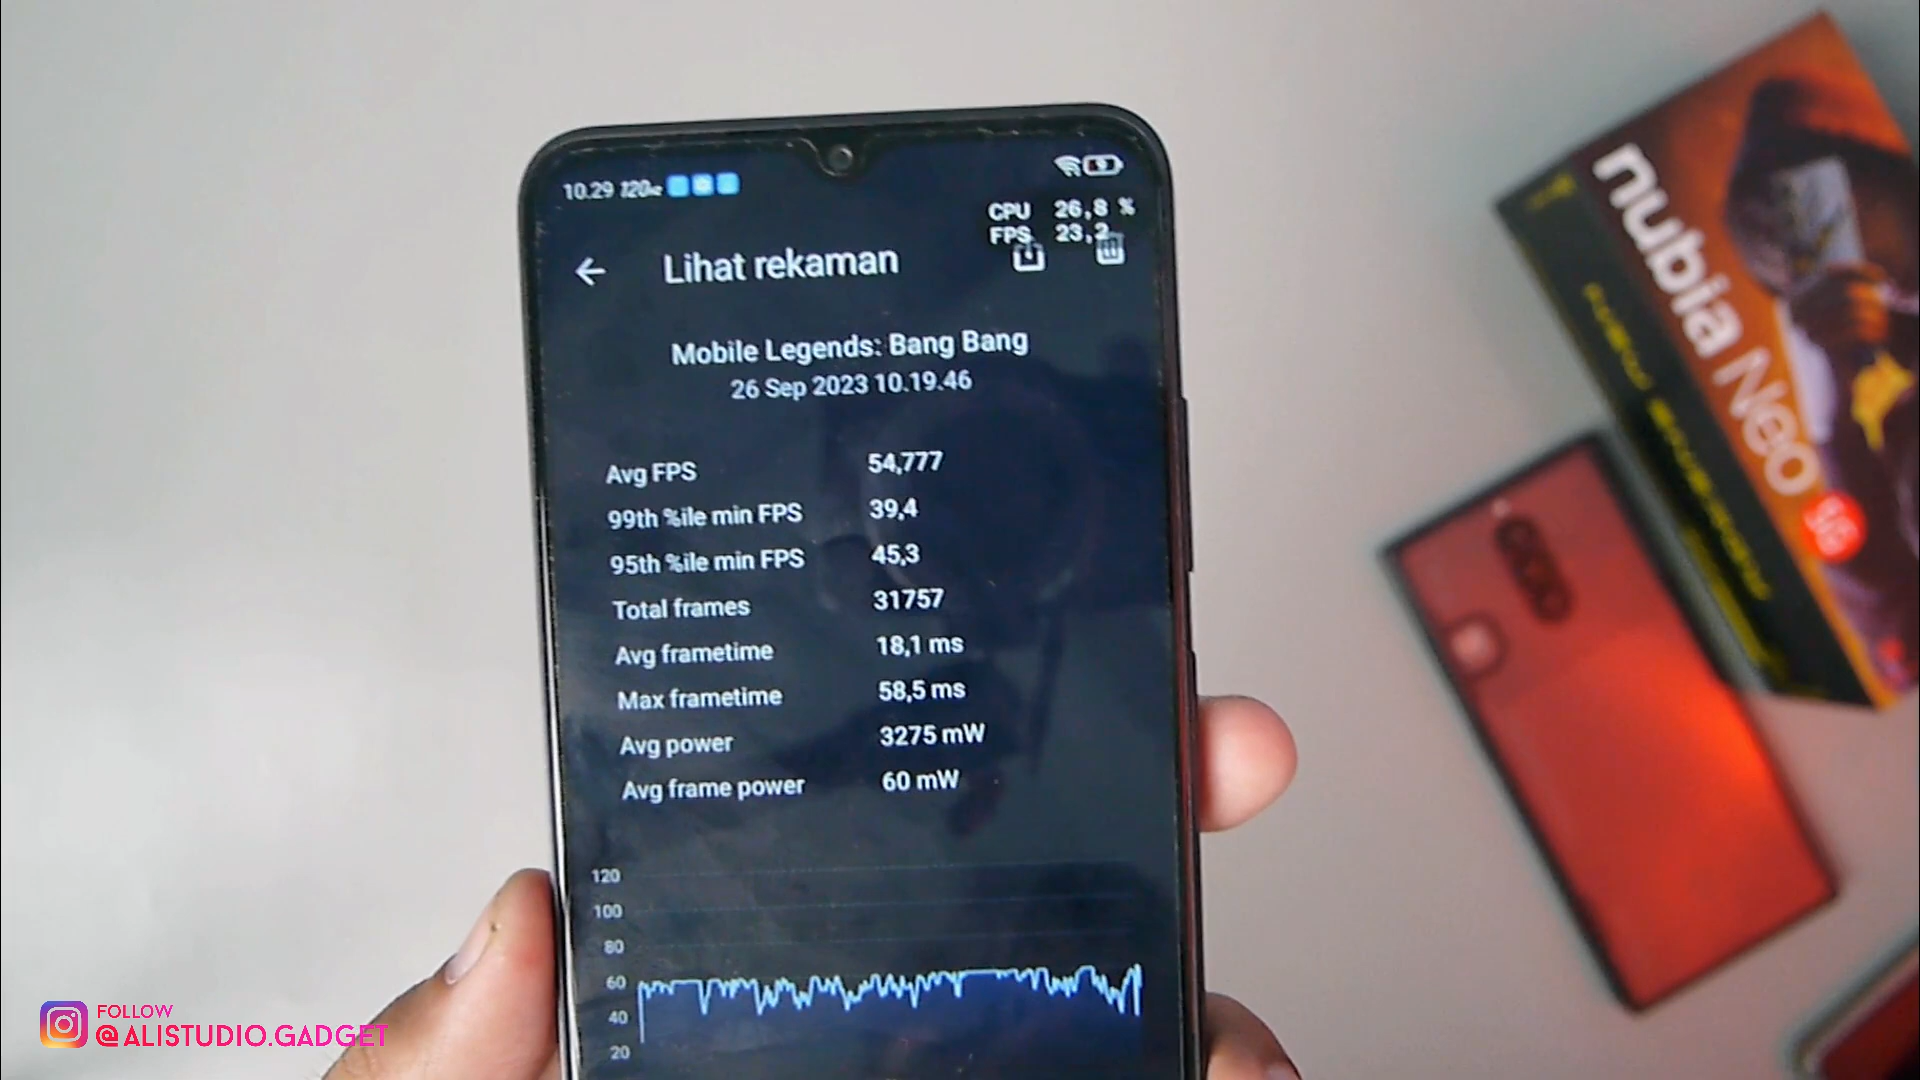 10.29 120Hz
CPU 26,8 %
FPS 23,2
Lihat rekaman
Mobile Legends: Bang Bang
26 Sep 2023 10.19.46
Avg FPS 54,777
99th %ile min FPS 39,4
95th %ile min FPS 45,3
Total frames 31757
Avg frametime 18,1 ms
Max frametime 58,5 ms
Avg power 3275 mW
Avg frame power 60 mW
120
100
80
60
40
20
nubia Neo 5G
FOLLOW
@ALISTUDIO.GADGET